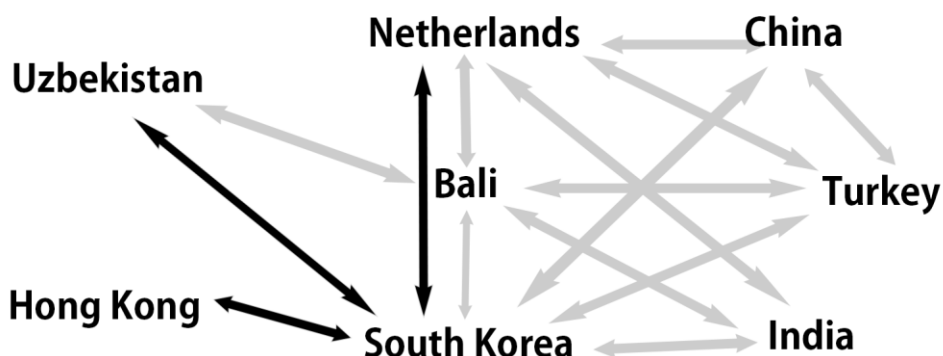 Netherlands
China
Uzbekistan
Bali
Turkey
Hong Kong
South Korea
India